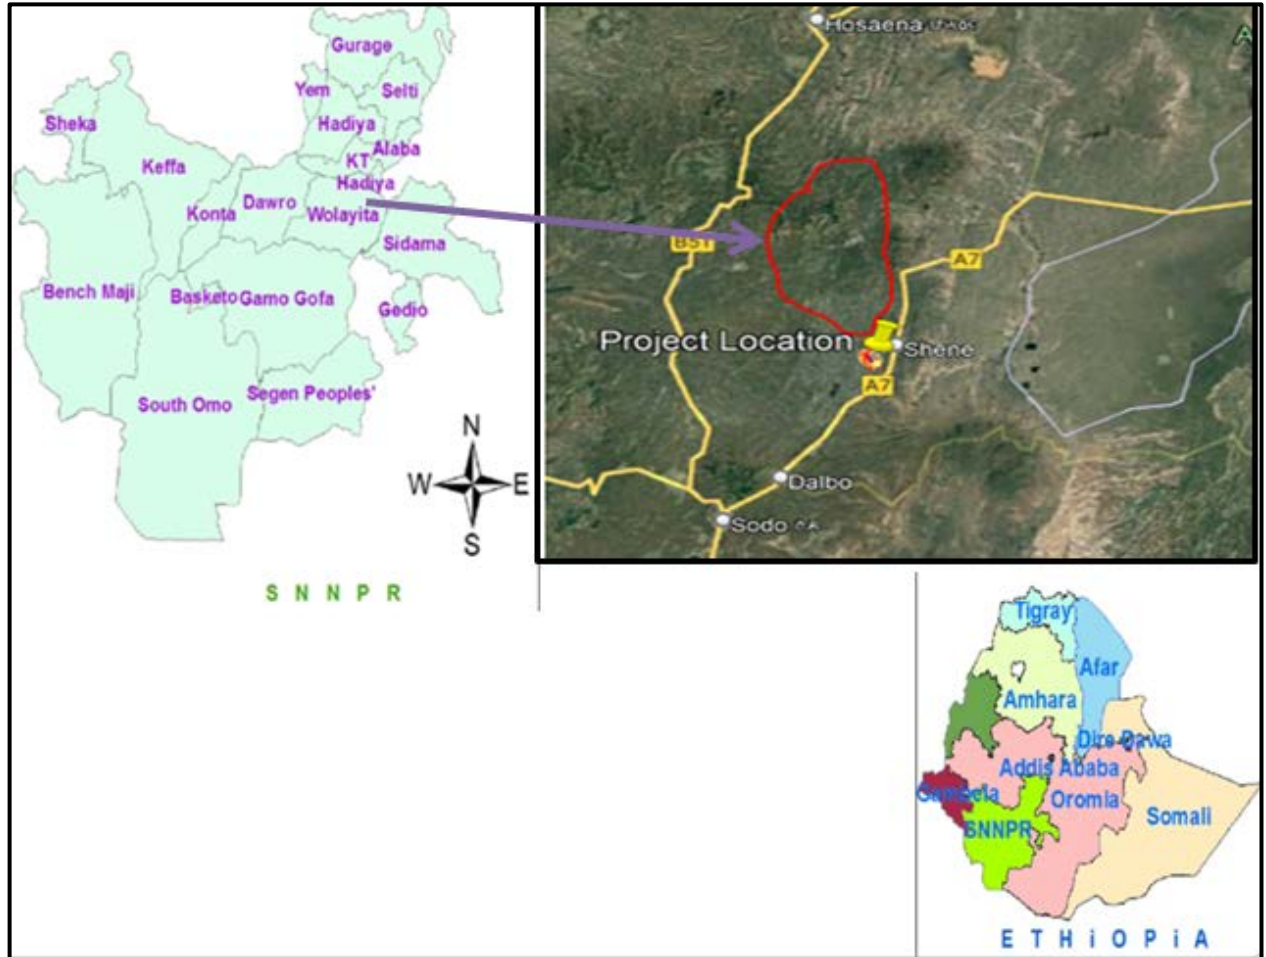 Gurage
Yem
Selti
Hadiya
Sheka
Alaba
KT
Keffa
Hadiya
Dawro
Konta
Wolayita
Sidama
Bench Maji
Basketo
Gamo Gofa
Gedio
Segen Peoples'
South Omo
N
W
E
S
S N N P R
Hosaena
B51
A7
Project Location
Shene
A7
Dalbo
Sodo
Tigray
Afar
Amhara
Dire Dawa
Addis Ababa
Gambela
Oromia
Somali
SNNPR
E T H i O P i A